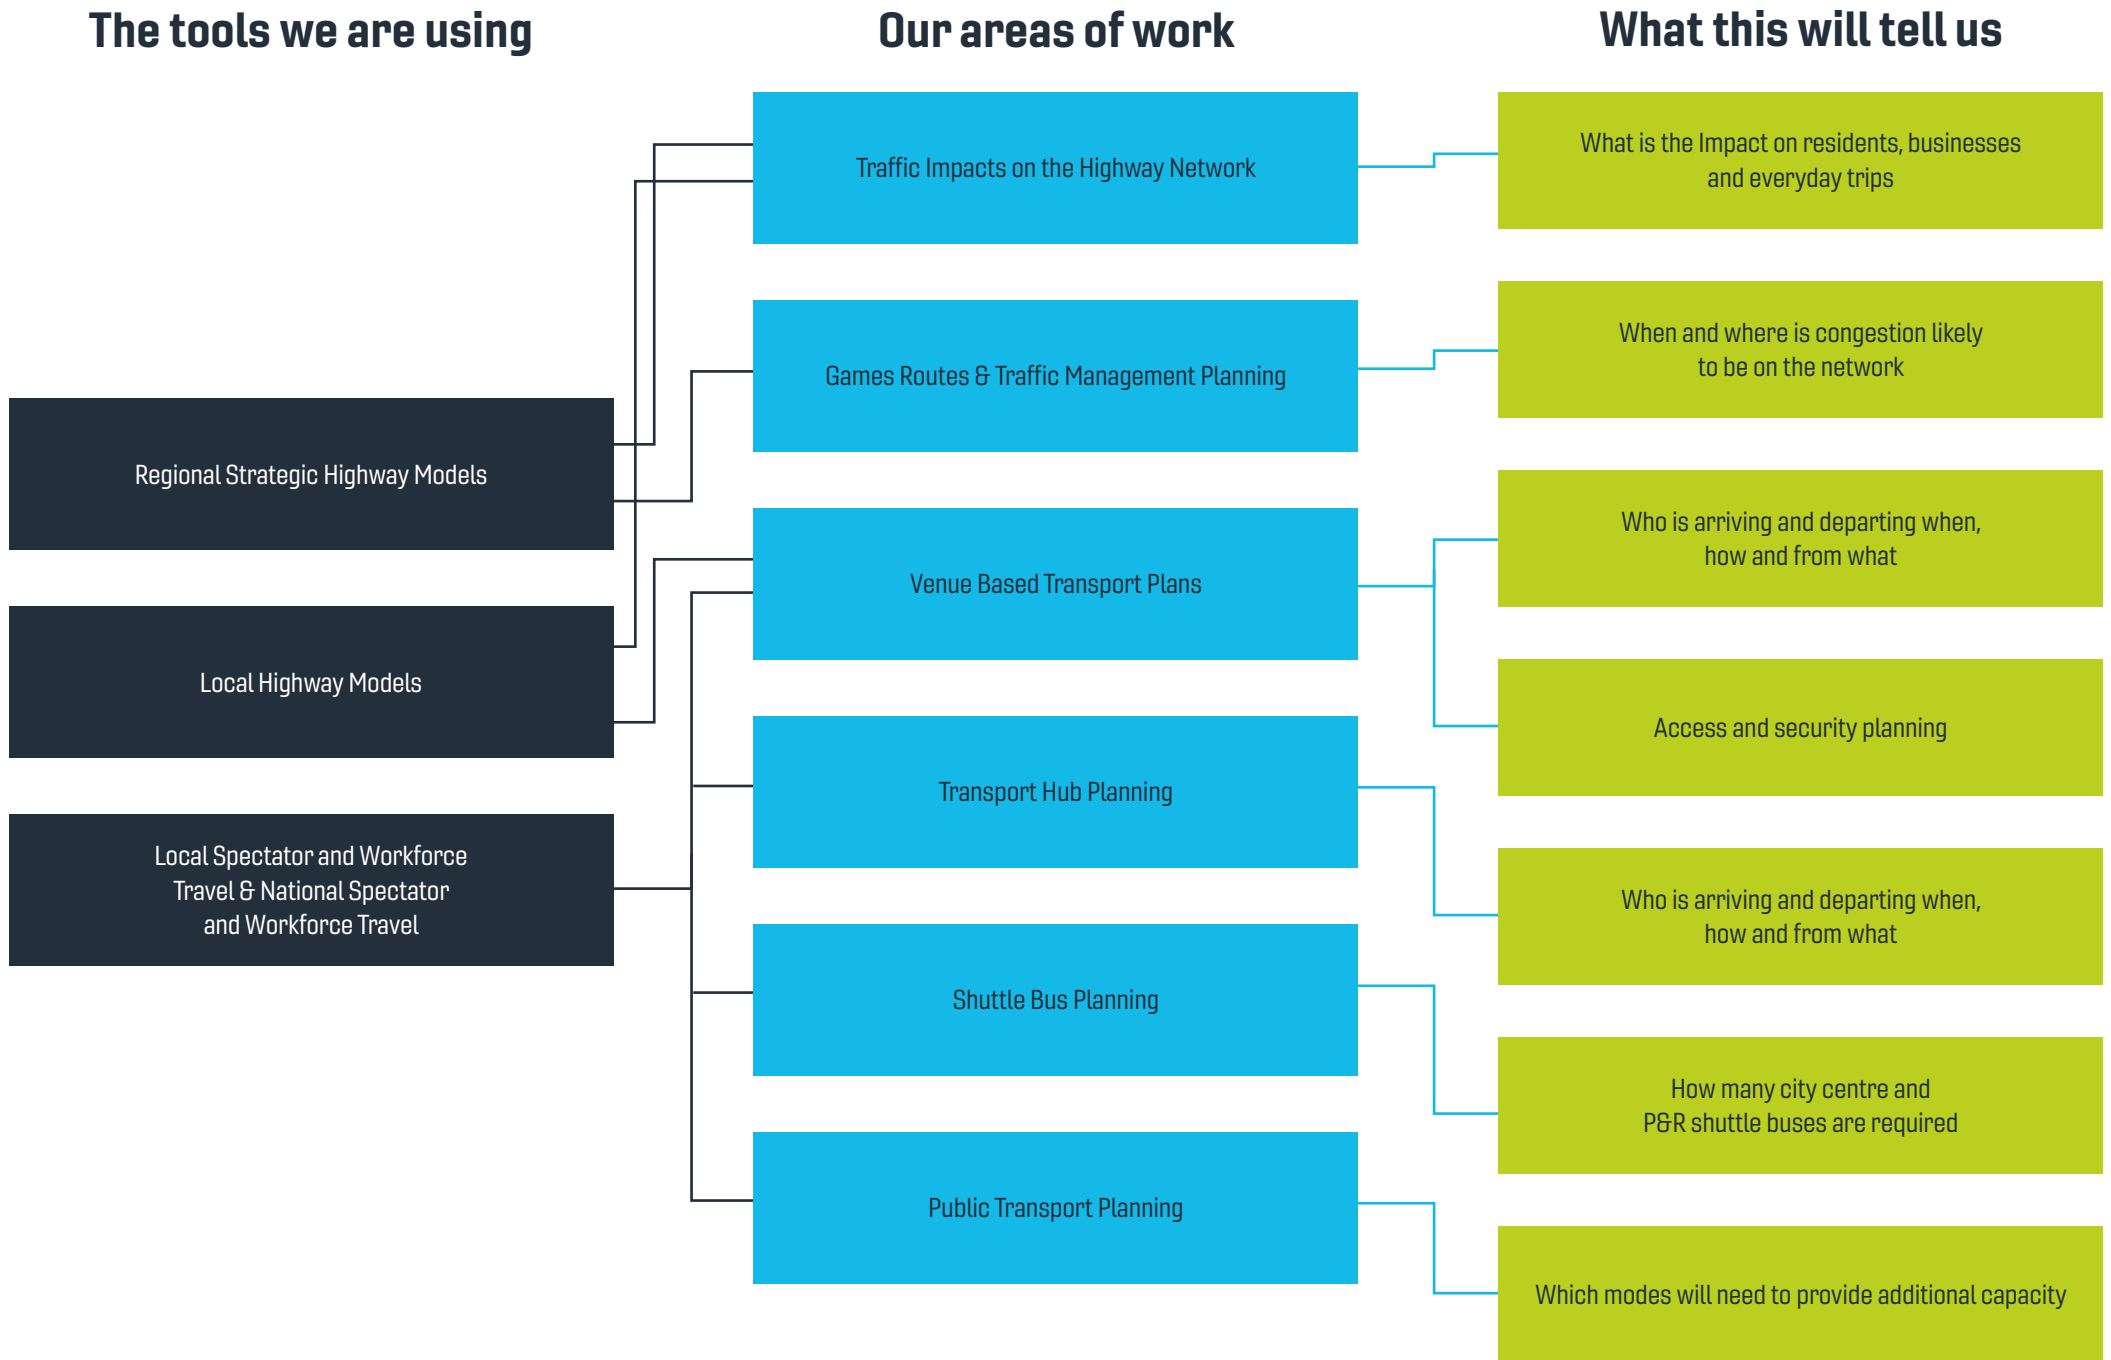 The tools we are using
Our areas of work
What this will tell us
Regional Strategic Highway Models
Local Highway Models
Local Spectator and Workforce
Travel & National Spectator
and Workforce Travel
Traffic Impacts on the Highway Network
Games Routes & Traffic Management Planning
Venue Based Transport Plans
Transport Hub Planning
Shuttle Bus Planning
Public Transport Planning
What is the Impact on residents, businesses
and everyday trips
When and where is congestion likely
to be on the network
Who is arriving and departing when,
how and from what
Access and security planning
Who is arriving and departing when,
how and from what
How many city centre and
P&R shuttle buses are required
Which modes will need to provide additional capacity